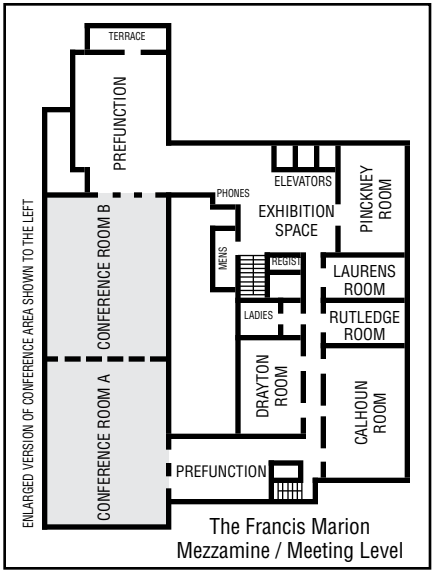 TERRACE
PREFUNCTION
PHONES
ELEVATORS
EXHIBITION
SPACE
PINCKNEY
ROOM
MENS
REGIST
LAURENS
ROOM
LADIES
RUTLEDGE
ROOM
DRAYTON
ROOM
CALHOUN
ROOM
CONFERENCE ROOM B
CONFERENCE ROOM A
ENLARGED VERSION OF CONFERENCE AREA SHOWN TO THE LEFT
PREFUNCTION
The Francis Marion
Mezzamine / Meeting Level